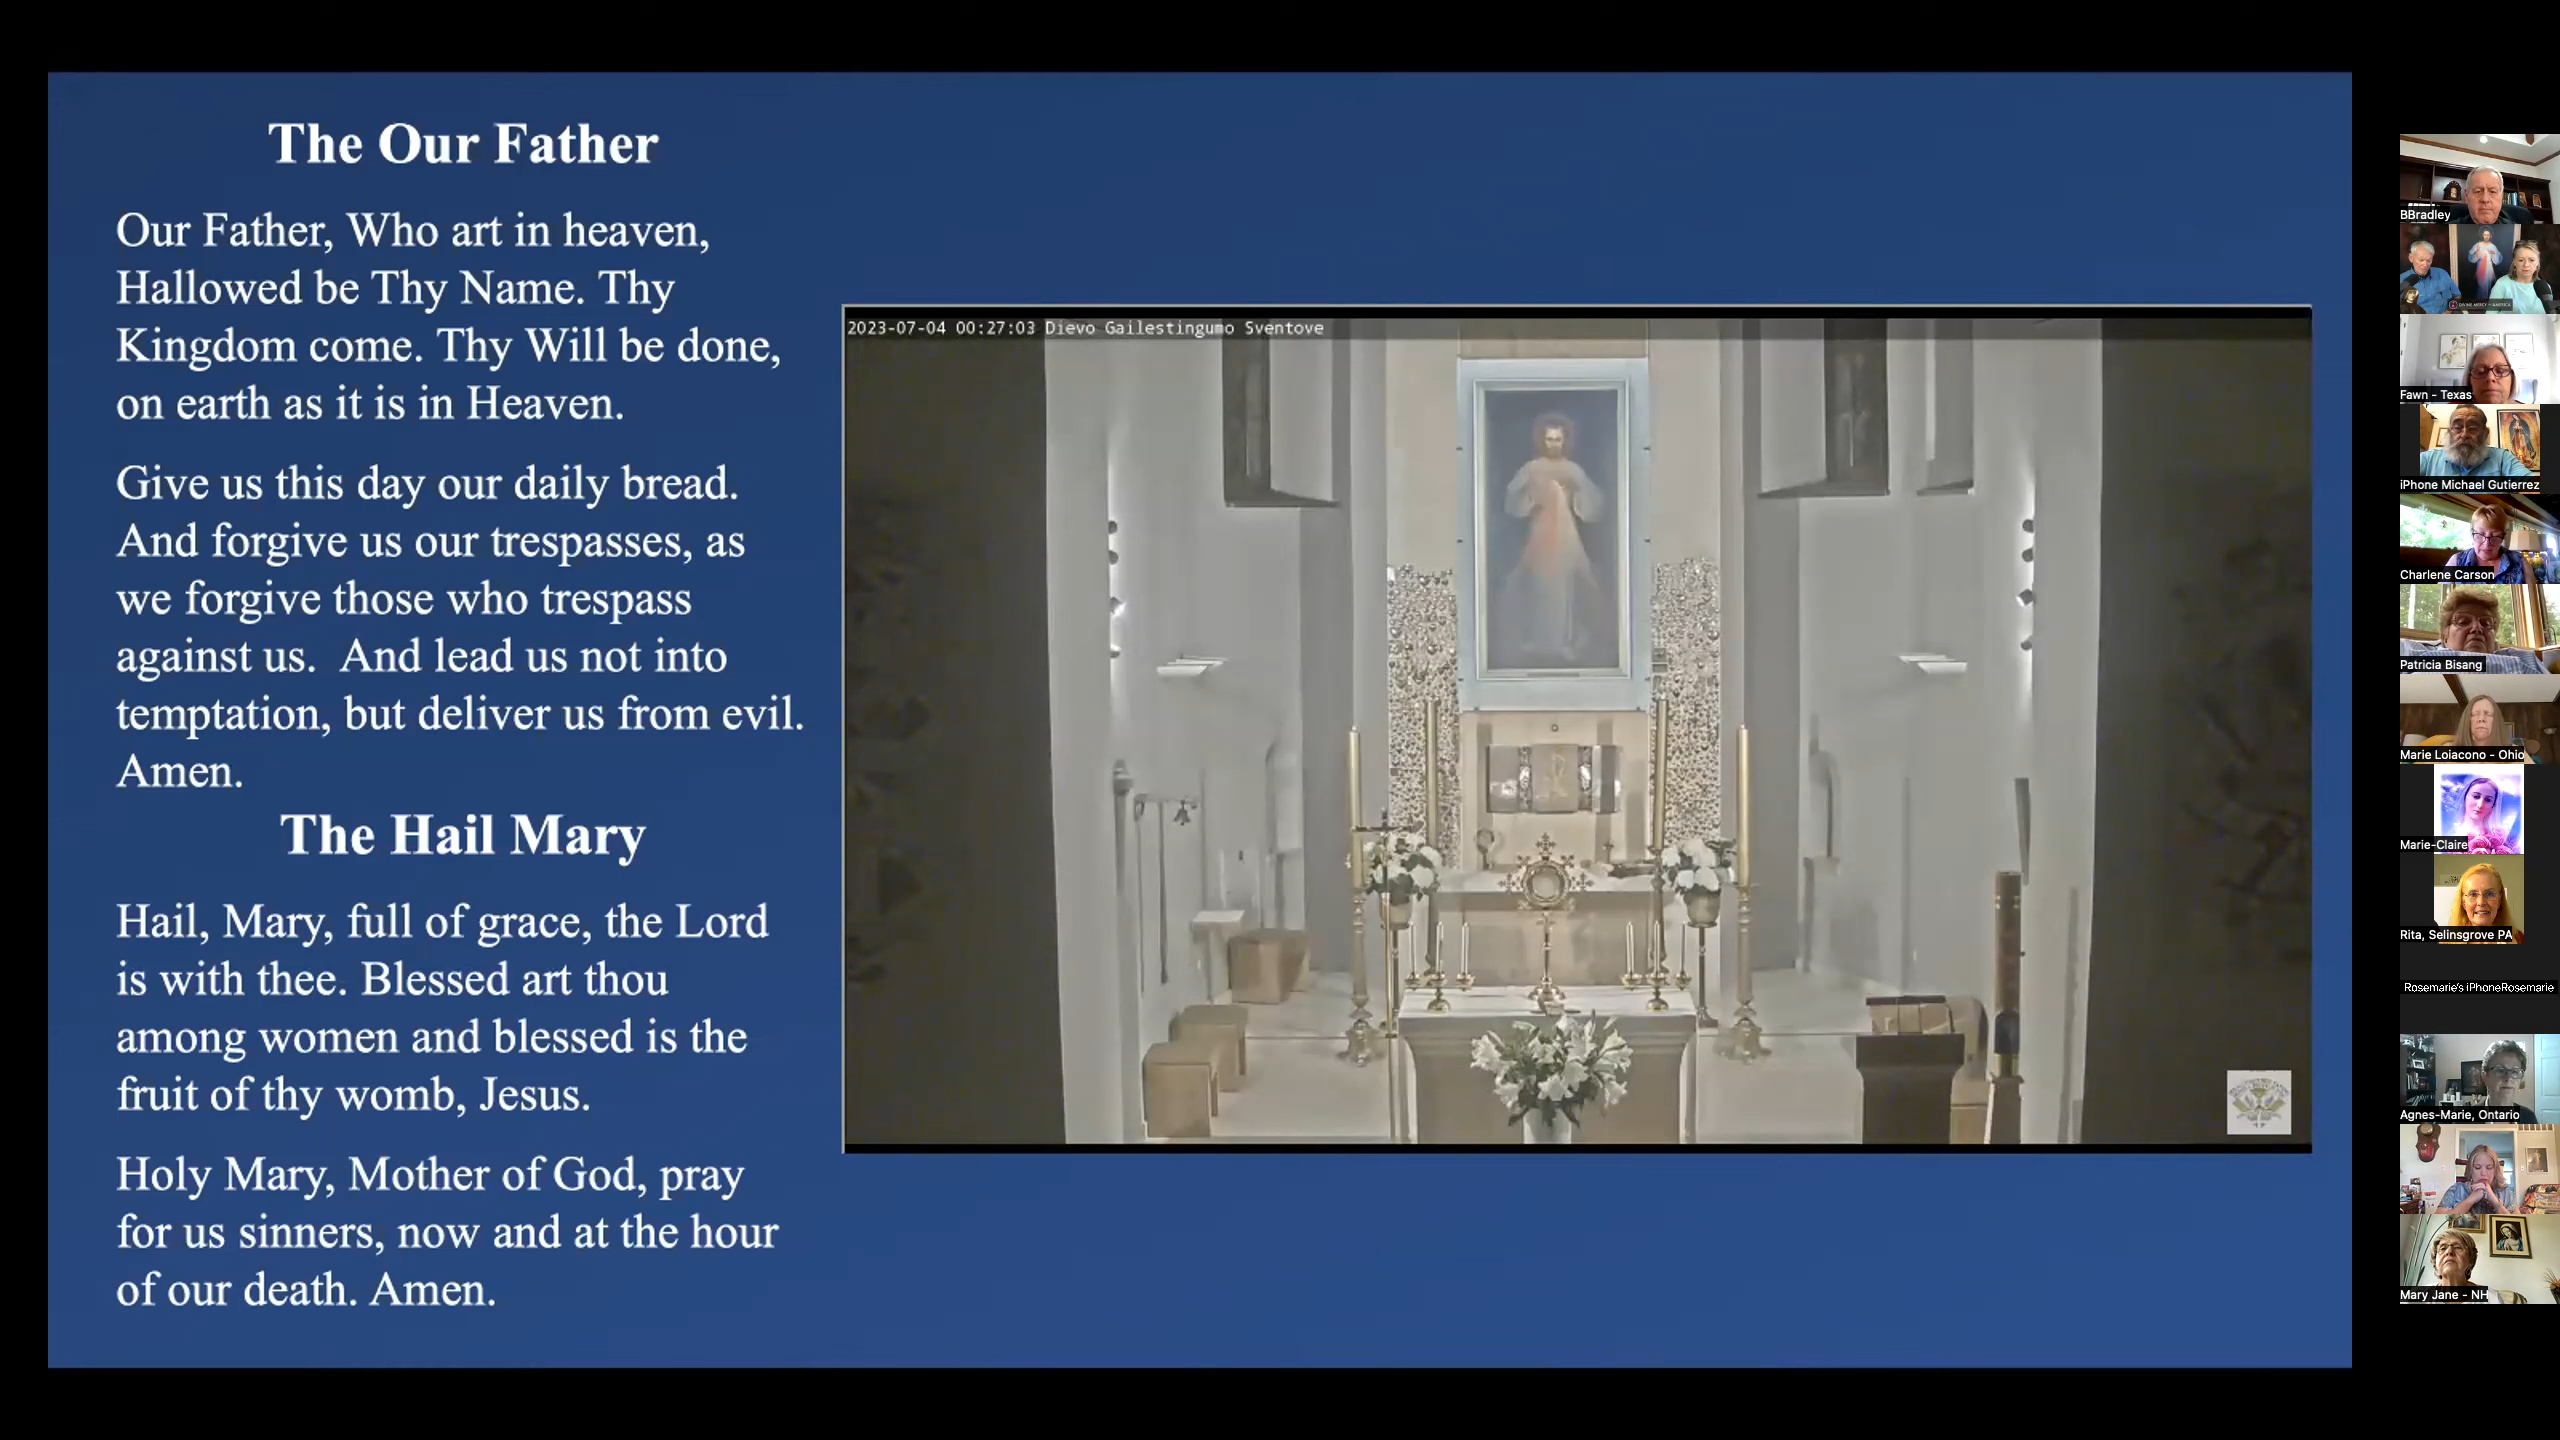 The Our Father
Our Father, Who art in heaven,
Hallowed be Thy Name. Thy
Kingdom come. Thy Will be done,
on earth as it is in Heaven.
Give us this day our daily bread.
And forgive us our trespasses, as
we forgive those who trespass
against us.  And lead us not into
temptation, but deliver us from evil.
Amen.
The Hail Mary
Hail, Mary, full of grace, the Lord
is with thee. Blessed art thou
among women and blessed is the
fruit of thy womb, Jesus.
Holy Mary, Mother of God, pray
for us sinners, now and at the hour
of our death. Amen.
2023-07-04 00:27:03 Dievo Gailestingumo Sventove
BBradley
DIVINE MERCY for AMERICA
Fawn - Texas
iPhone Michael Gutierrez
Charlene Carson
Patricia Bisang
Marie Loiacono - Ohio
Marie-Claire
Rita, Selinsgrove PA
Rosemarie's iPhoneRosemarie
Agnes-Marie, Ontario
Mary Jane - NH